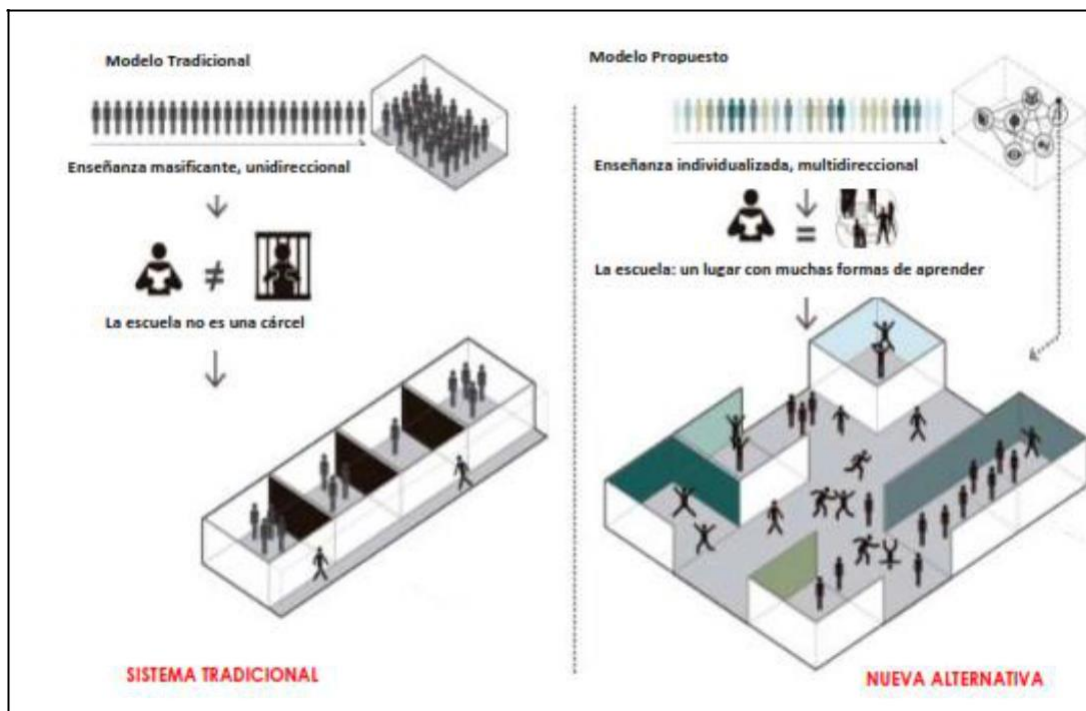 Modelo Tradicional
Enseñanza masificante, unidireccional
≠
La escuela no es una cárcel
SISTEMA TRADICIONAL
Modelo Propuesto
Enseñanza individualizada, multidireccional
=
La escuela: un lugar con muchas formas de aprender
NUEVA ALTERNATIVA